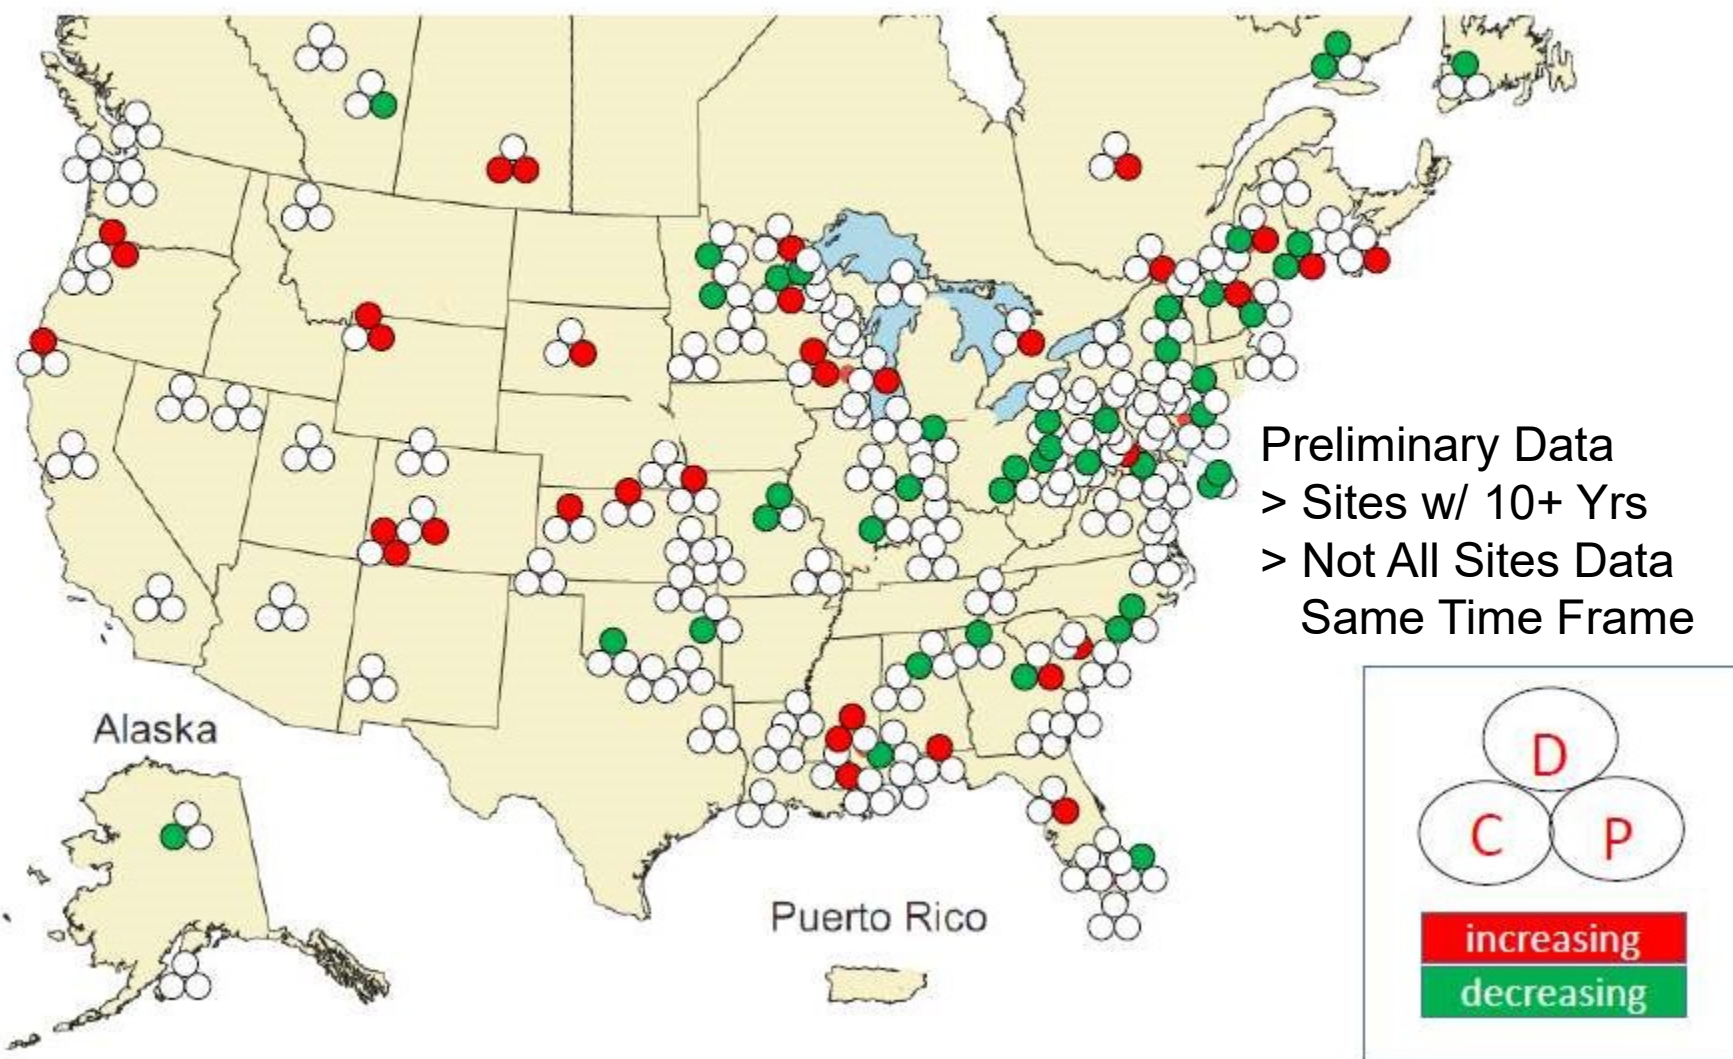 Preliminary Data
> Sites w/ 10+ Yrs
> Not All Sites Data
Same Time Frame
Alaska
Puerto Rico
D
C P
increasing
decreasing